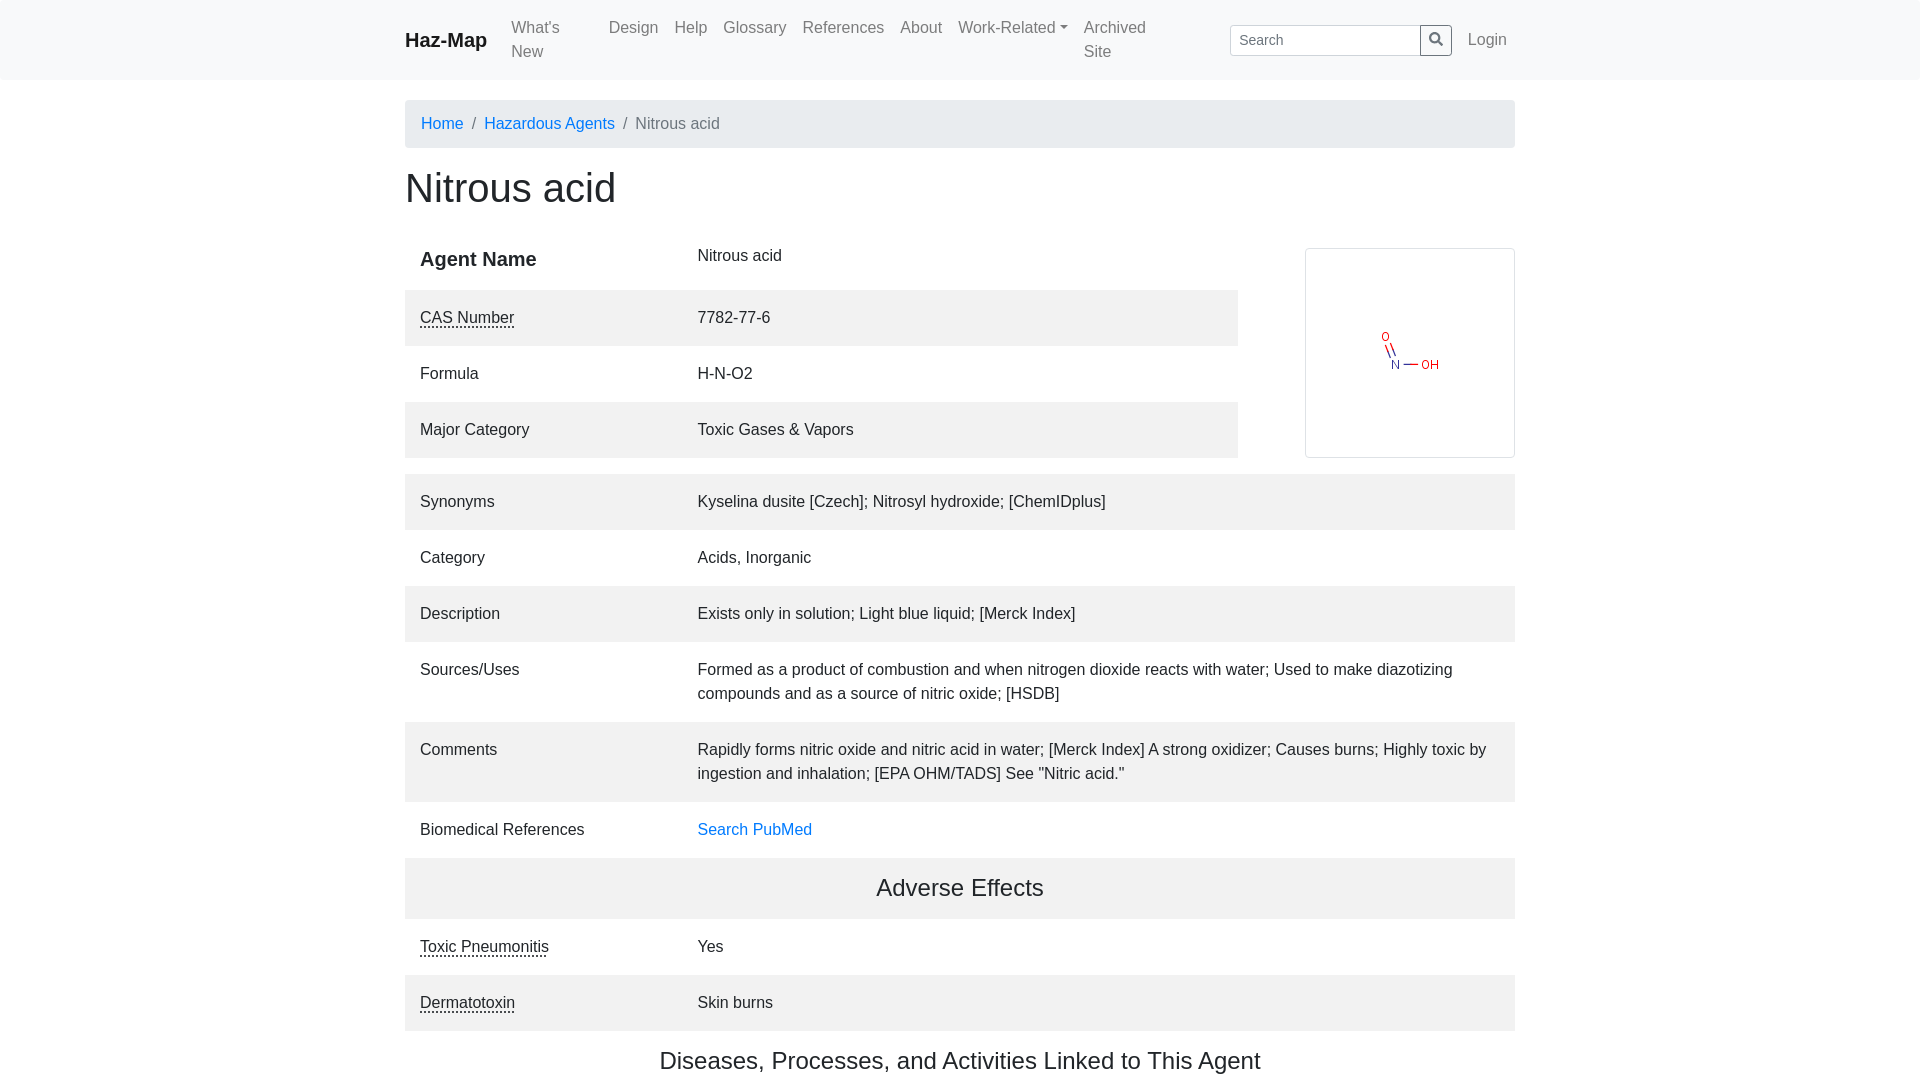 Haz-Map
What's
New
Design
Help
Glossary
References
About
Work-Related
Archived
Site
Search
Login
Home / Hazardous Agents / Nitrous acid
Nitrous acid
Agent Name
Nitrous acid
CAS Number
7782-77-6
Formula
H-N-O2
Major Category
Toxic Gases & Vapors
O
N
OH
Synonyms
Kyselina dusite [Czech]; Nitrosyl hydroxide; [ChemIDplus]
Category
Acids, Inorganic
Description
Exists only in solution; Light blue liquid; [Merck Index]
Sources/Uses
Formed as a product of combustion and when nitrogen dioxide reacts with water; Used to make diazotizing
compounds and as a source of nitric oxide; [HSDB]
Comments
Rapidly forms nitric oxide and nitric acid in water; [Merck Index] A strong oxidizer; Causes burns; Highly toxic by
ingestion and inhalation; [EPA OHM/TADS] See "Nitric acid."
Biomedical References
Search PubMed
Adverse Effects
Toxic Pneumonitis
Yes
Dermatotoxin
Skin burns
Diseases, Processes, and Activities Linked to This Agent